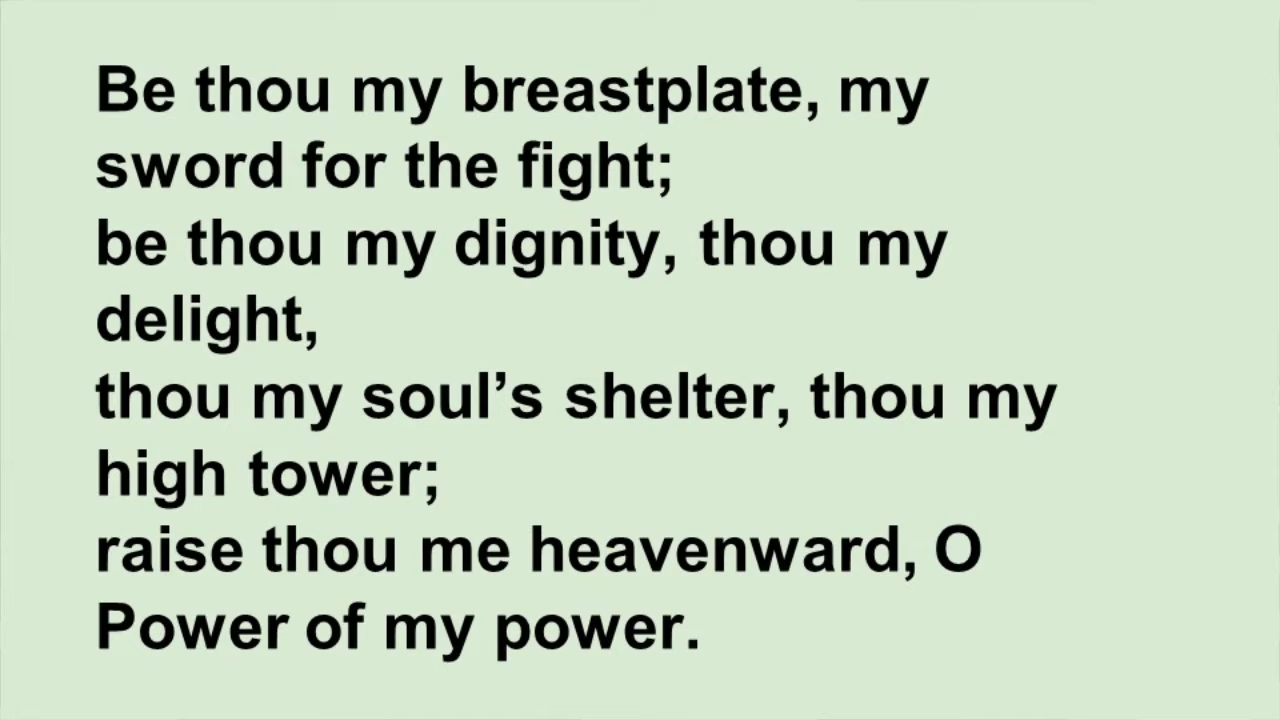 Be thou my breastplate, my
sword for the fight;
be thou my dignity, thou my
delight,
thou my soul’s shelter, thou my
high tower;
raise thou me heavenward, O
Power of my power.